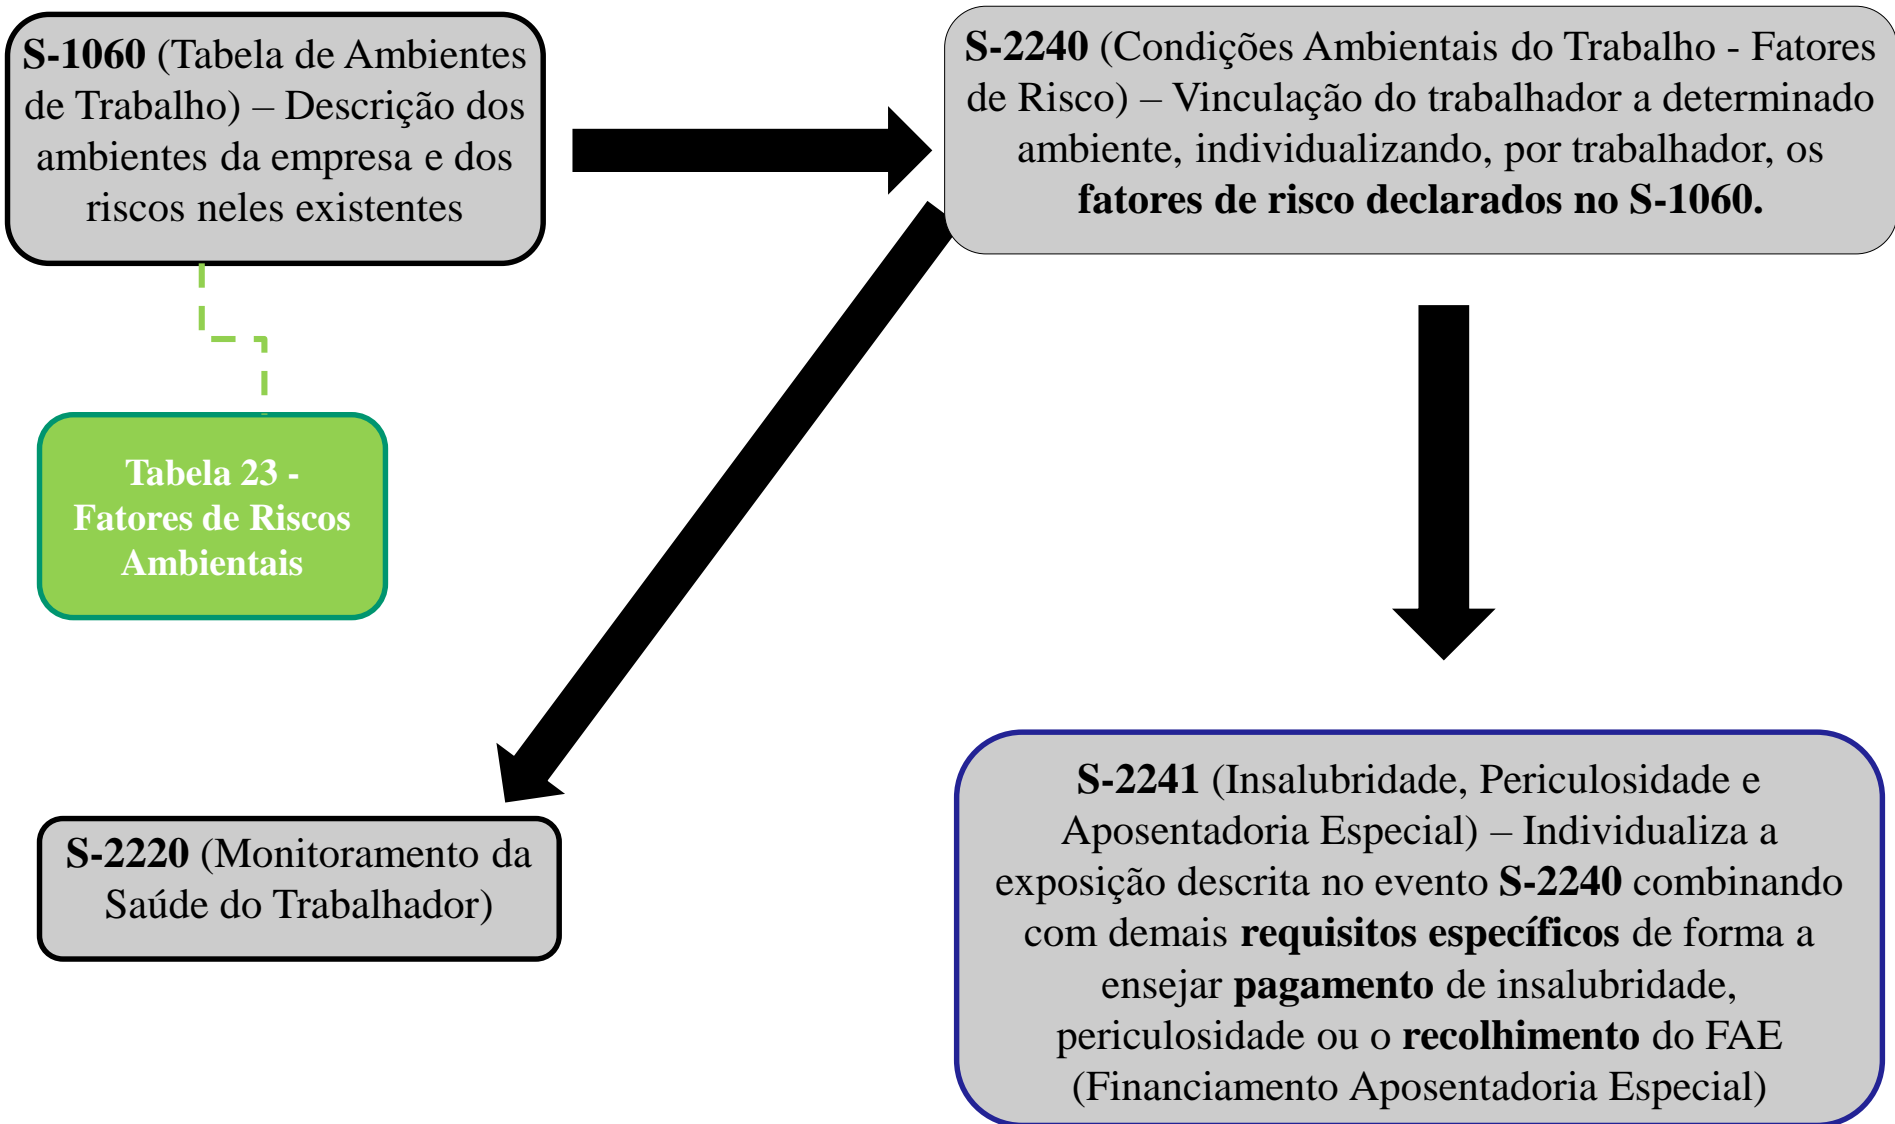 S-1060 (Tabela de Ambientes
de Trabalho) – Descrição dos
ambientes da empresa e dos
riscos neles existentes
S-2240 (Condições Ambientais do Trabalho - Fatores
de Risco) – Vinculação do trabalhador a determinado
ambiente, individualizando, por trabalhador, os
fatores de risco declarados no S-1060.
Tabela 23 -
Fatores de Riscos
Ambientais
S-2220 (Monitoramento da
Saúde do Trabalhador)
S-2241 (Insalubridade, Periculosidade e
Aposentadoria Especial) – Individualiza a
exposição descrita no evento S-2240 combinando
com demais requisitos específicos de forma a
ensejar pagamento de insalubridade,
periculosidade ou o recolhimento do FAE
(Financiamento Aposentadoria Especial)